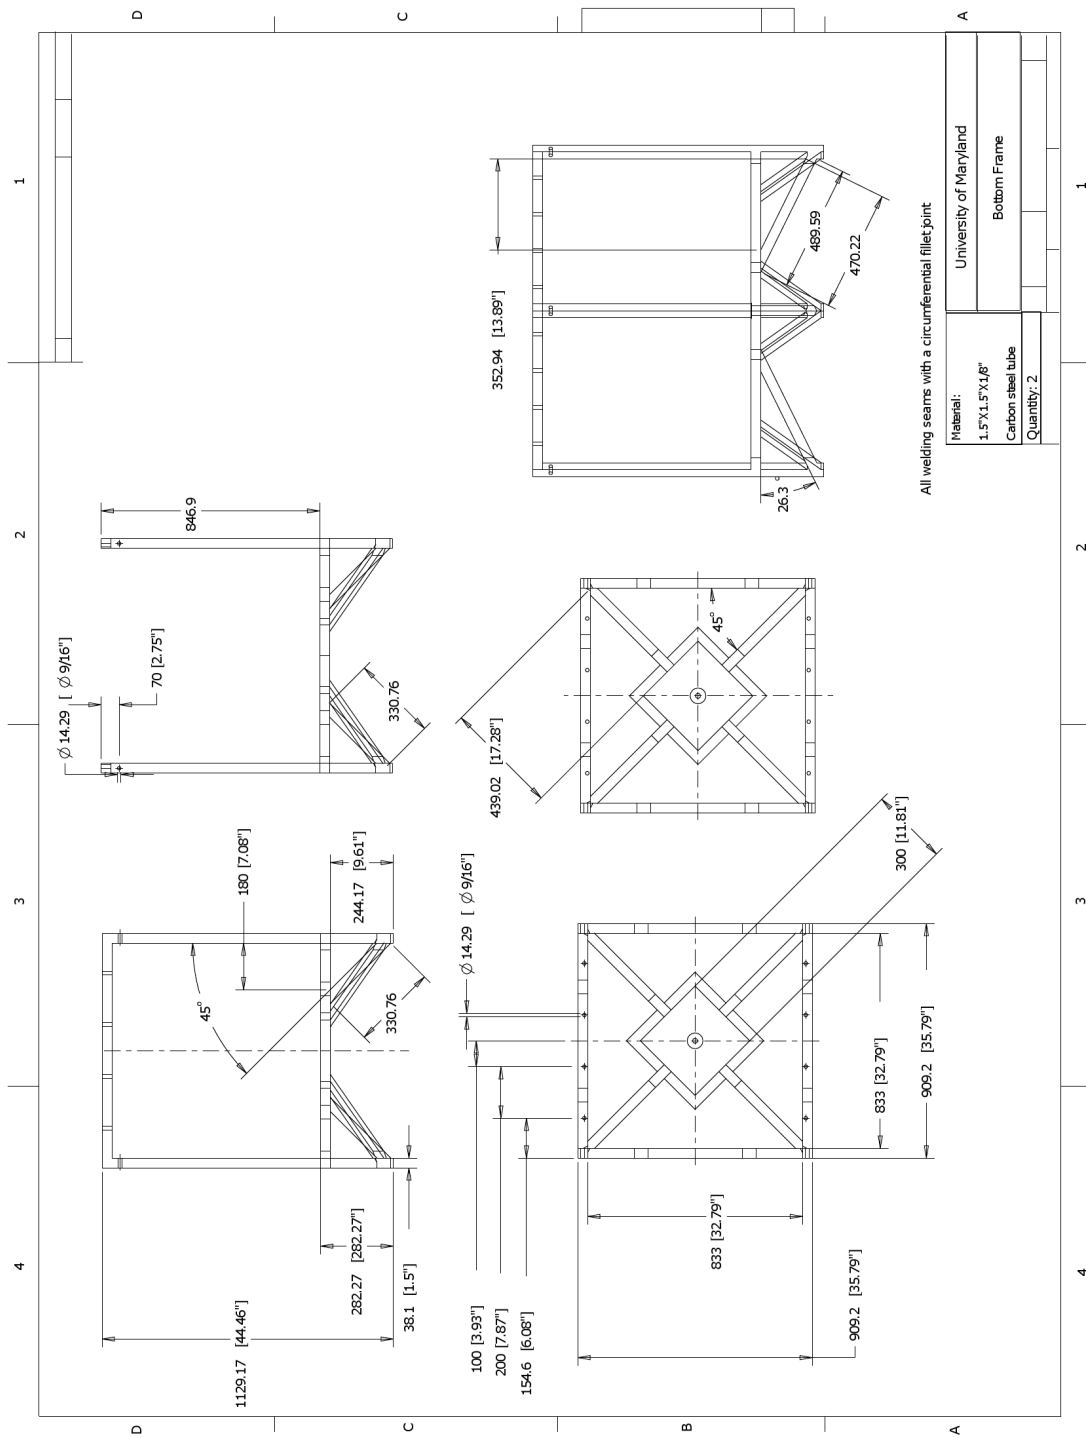 4
3
2
1
D
D
1129.17 [44.46"]
282.27 [282.27"]
38.1 [1.5"]
45°
180 [7.08"]
244.17 [9.61"]
330.76
Ø 14.29 [ Ø 9/16"]
70 [2.75"]
846.9
330.76
C
C
100 [3.93"]
200 [7.87"]
154.6 [6.08"]
Ø 14.29 [ Ø 9/16"]
439.02 [17.28"]
352.94 [13.89"]
B
B
833 [32.79"]
909.2 [35.79"]
833 [32.79"]
909.2 [35.79"]
300 [11.81"]
45°
26.3°
489.59
470.22
All welding seams with a circumferential fillet joint
A
A
Material:
1.5"X1.5"X1/8"
Carbon steel tube
Quantity: 2
University of Maryland
Bottom Frame
4
3
2
1